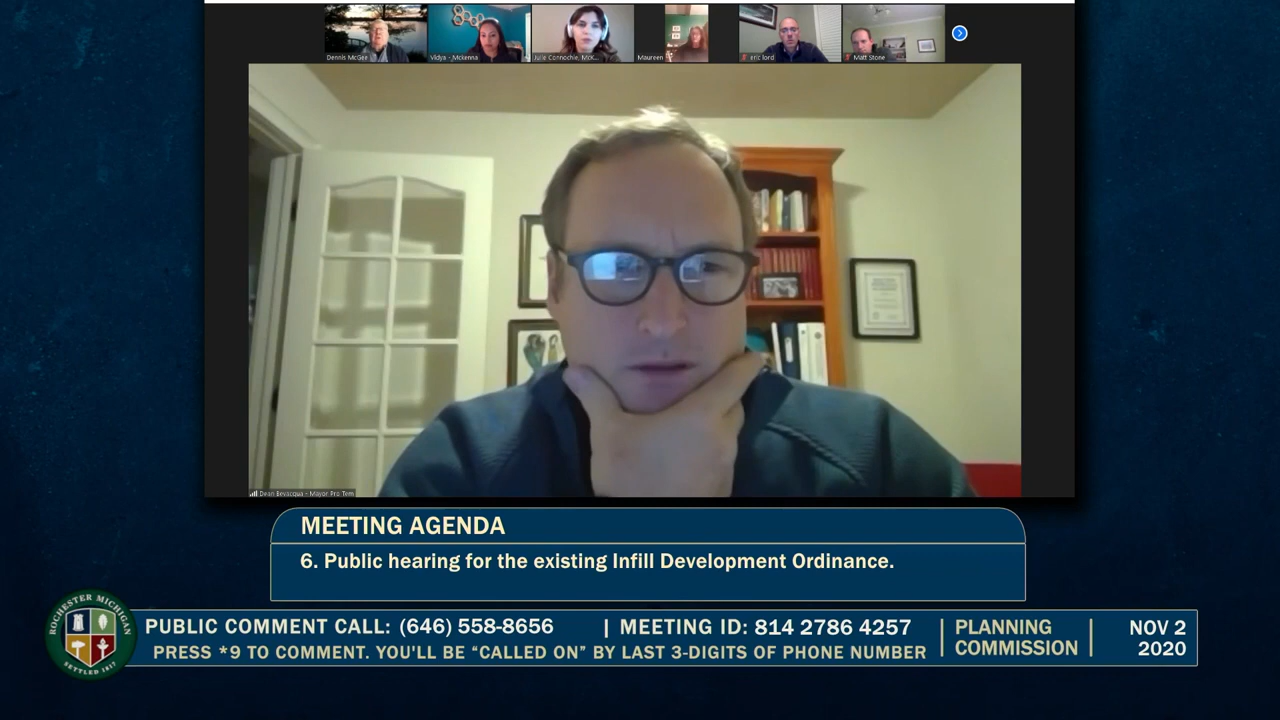 Dennis McGee
Vidya - Mckenna
Julie Connochie, McK...
Maureen
eric lord
Matt Stone
Dean Bevacqua - Mayor Pro Tem
MEETING AGENDA
6. Public hearing for the existing Infill Development Ordinance.
ROCHESTER MICHIGAN
SETTLED 1817
PUBLIC COMMENT CALL: (646) 558-8656 | MEETING ID: 814 2786 4257
PRESS *9 TO COMMENT. YOU'LL BE “CALLED ON” BY LAST 3-DIGITS OF PHONE NUMBER
PLANNING
COMMISSION
NOV 2
2020